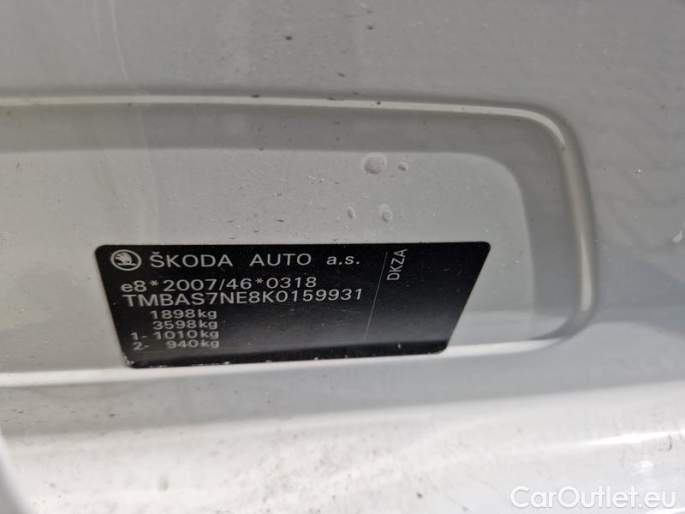 ŠKODA AUTO a.s.
e8*2007/46*0318
TMBAS7NE8K0159931
1898kg
3598kg
1- 1010kg
2- 940kg
DKZA
CarOutlet.eu